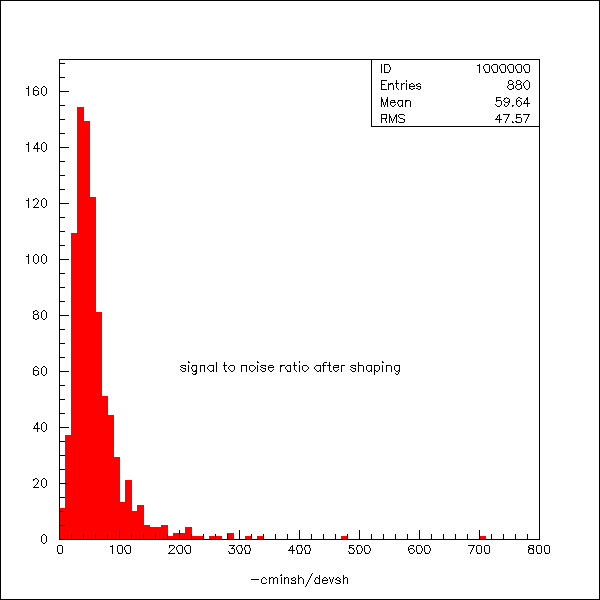 ID 1000000
Entries 880
Mean 59.64
RMS 47.57
160
140
120
100
80
60
40
20
0
signal to noise ratio after shaping
0 100 200 300 400 500 600 700 800
-cminsh/devsh